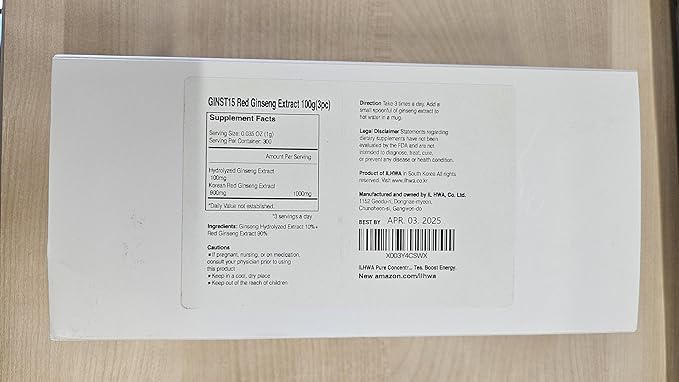 GINST15 Red Ginseng Extract 100g(3pc)
Supplement Facts
Serving Size: 0.035 OZ (1g)
Serving Per Container: 300
Amount Per Serving
Hydrolyzed Ginseng Extract
100mg
Korean Red Ginseng Extract
900mg 1000mg
*Daily Value not established.
*3 servings a day
Ingredients: Ginseng Hydrolyzed Extract 10%+
Red Ginseng Extract 90%
Cautions
If pregnant, nursing, or on medication,
consult your physician prior to using
this product
Keep in a cool, dry place
Keep out of the reach of children
Direction Take 3 times a day. Add a
small spoonful of ginseng extract to
hot water in a mug.
Legal Disclaimer Statements regarding
dietary supplements have not been
evaluated by the FDA and are not
intended to diagnose, treat, cure,
or prevent any disease or health condition.
Product of ILHWA in South Korea All rights
reserved. Visit www.ilhwa.co.kr
Manufactured and owned by IL HWA, Co. Ltd.
1152 Geodu-ri, Dongnae-myeon,
Chuncheon-si, Gangwon-do
BEST BY APR. 03. 2025
X003Y4CSWX
ILHWA Pure Concentr... Tea. Boost Energy.
New amazon.com/ilhwa